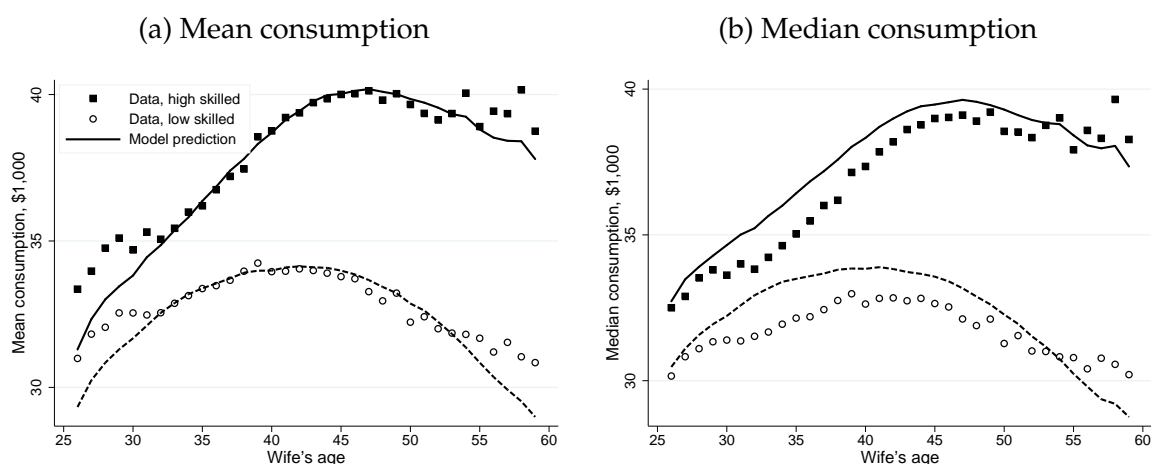 (a) Mean consumption
Mean consumption, $1,000
40
35
30
Data, high skilled
Data, low skilled
Model prediction
25 30 35 40 45 50 55 60
Wife's age
(b) Median consumption
Median consumption, $1,000
40
35
30
25 30 35 40 45 50 55 60
Wife's age